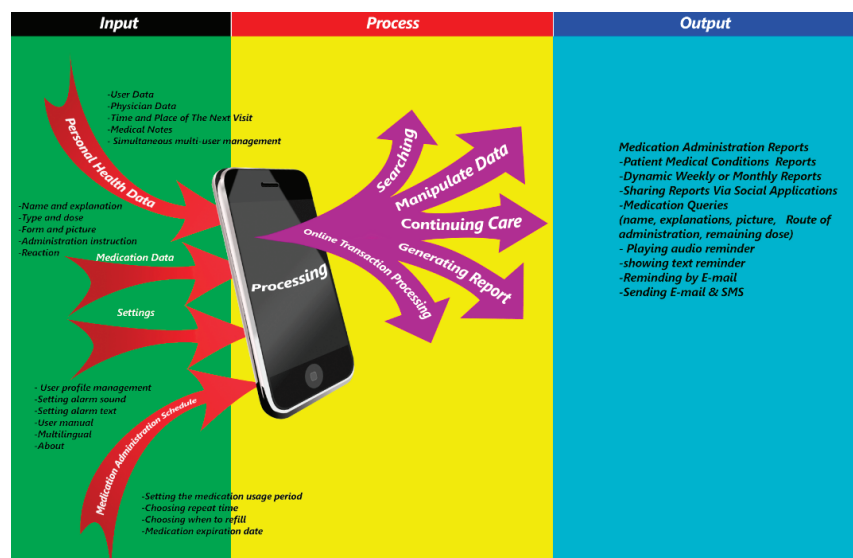 Input
Process
Output
-User Data
-Physician Data
-Time and Place of The Next Visit
-Medical Notes
- Simultaneous multi-user management
Personal Health Data
-Name and explanation
-Type and dose
-Form and picture
-Administration instruction
-Reaction
Medication Data
Settings
- User profile management
-Setting alarm sound
-Setting alarm text
-User manual
-Multilingual
-About
Medication Administration Schedule
-Setting the medication usage period
-Choosing repeat time
-Choosing when to refill
-Medication expiration date
Processing
Searching
Manipulate Data
Continuing Care
Generating Report
Online Transaction Processing
Medication Administration Reports
-Patient Medical Conditions Reports
-Dynamic Weekly or Monthly Reports
-Sharing Reports Via Social Applications
-Medication Queries
(name, explanations, picture, Route of
administration, remaining dose)
- Playing audio reminder
-showing text reminder
-Reminding by E-mail
-Sending E-mail & SMS